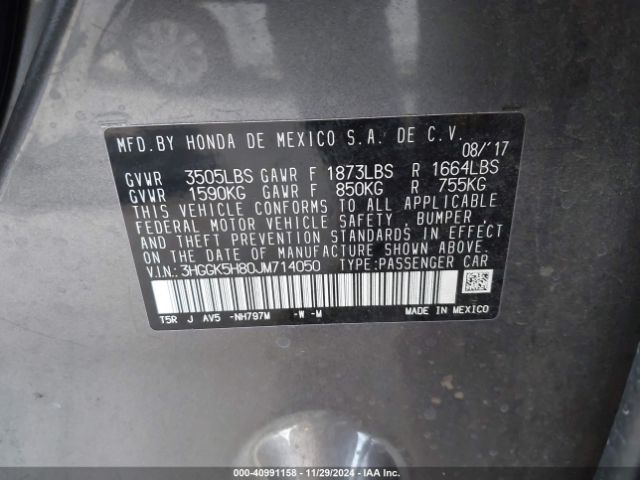 MFD.BY HONDA DE MEXICO S.A. DE C.V.
08/'17
GVWR 3505LBS GAWR F 1873LBS R 1664LBS
GVWR 1590KG GAWR F 850KG R 755KG
THIS VEHICLE CONFORMS TO ALL APPLICABLE
FEDERAL MOTOR VEHICLE SAFETY, BUMPER,
AND THEFT PREVENTION STANDARDS IN EFFECT
ON THE DATE OF MANUFACTURE SHOWN ABOVE.
V.I.N.: 3HGGK5H80JM714050 TYPE:PASSENGER CAR
T5R J AV5 -NH797M -W -M MADE IN MEXICO
000-40991158 - 11/29/2024 - IAA Inc.